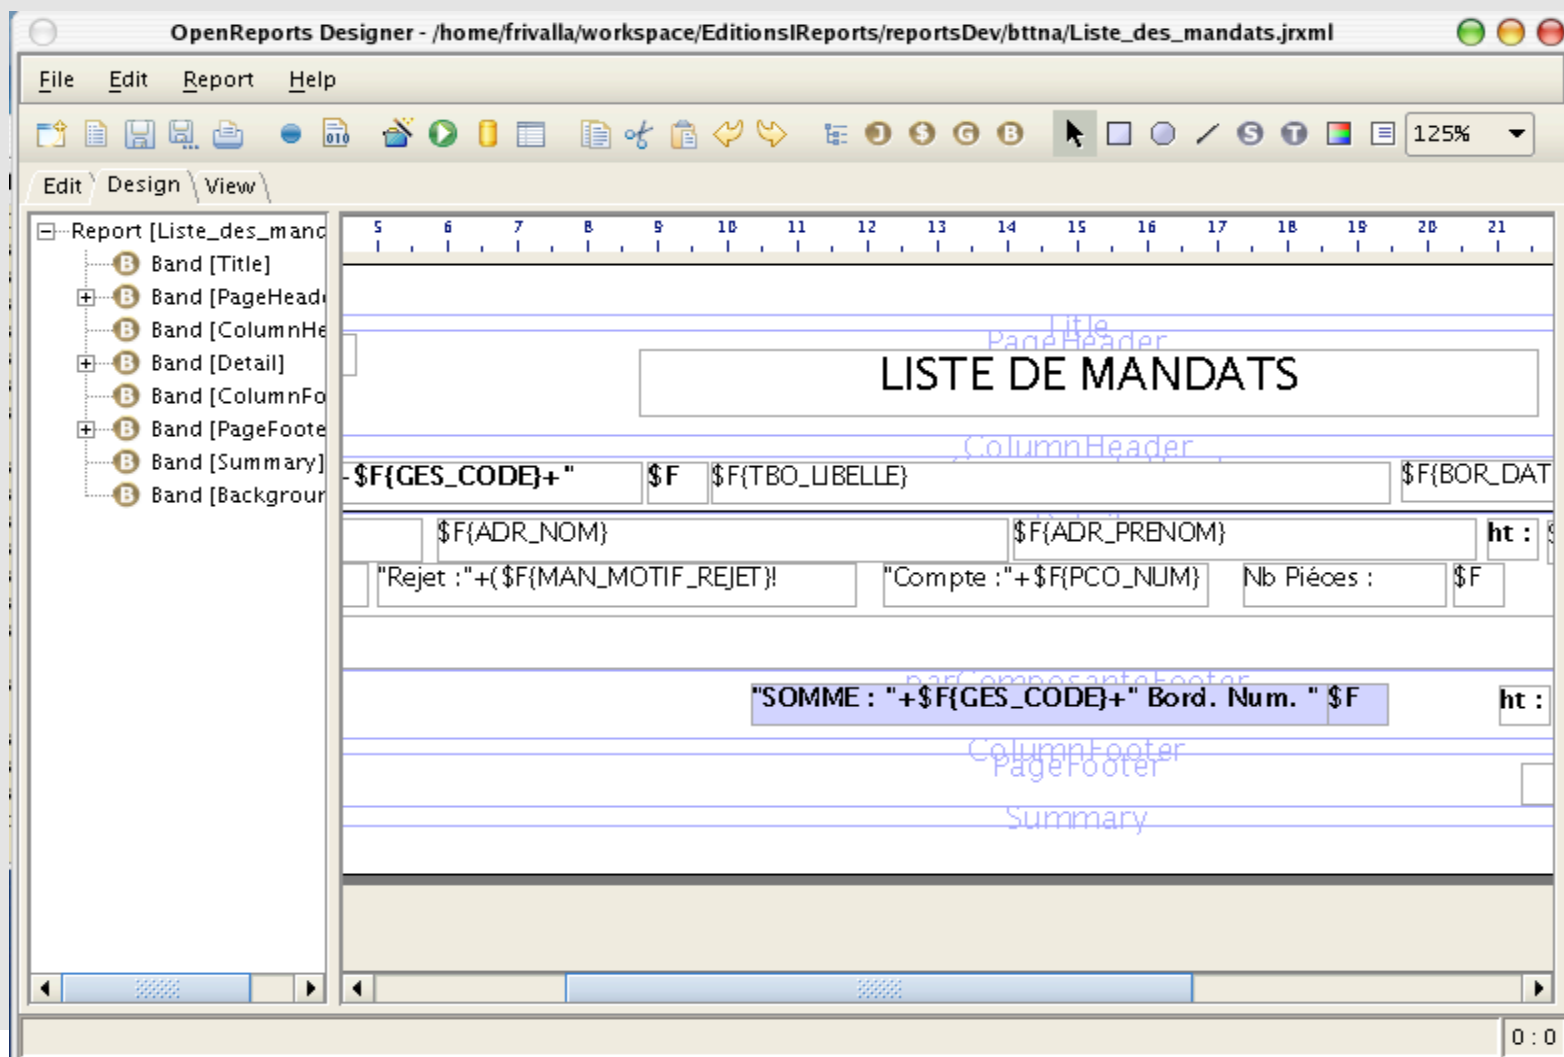 OpenReports Designer - /home/frivalla/workspace/EditionsIReports/reportsDev/bttna/Liste_des_mandats.jrxml
File Edit Report Help
010 J $ G B S T 125%
Edit Design View
Report [Liste_des_mand
B Band [Title]
B Band [PageHead
B Band [ColumnHe
B Band [Detail]
B Band [ColumnFo
B Band [PageFoote
B Band [Summary]
B Band [Backgroun
5 6 7 8 9 10 11 12 13 14 15 16 17 18 19 20 21
Title
PageHeader
LISTE DE MANDATS
ColumnHeader
- $F{GES_CODE}+" $F $F{TBO_LIBELLE} $F{BOR_DAT
$F{ADR_NOM} $F{ADR_PRENOM} ht : $
"Rejet :"+($F{MAN_MOTIF_REJET}! "Compte :"+$F{PCO_NUM} Nb Piéces : $F
parComposanteFooter
"SOMME : "+$F{GES_CODE}+" Bord. Num. " $F ht :
ColumnFooter
PageFooter
Summary
0 : 0